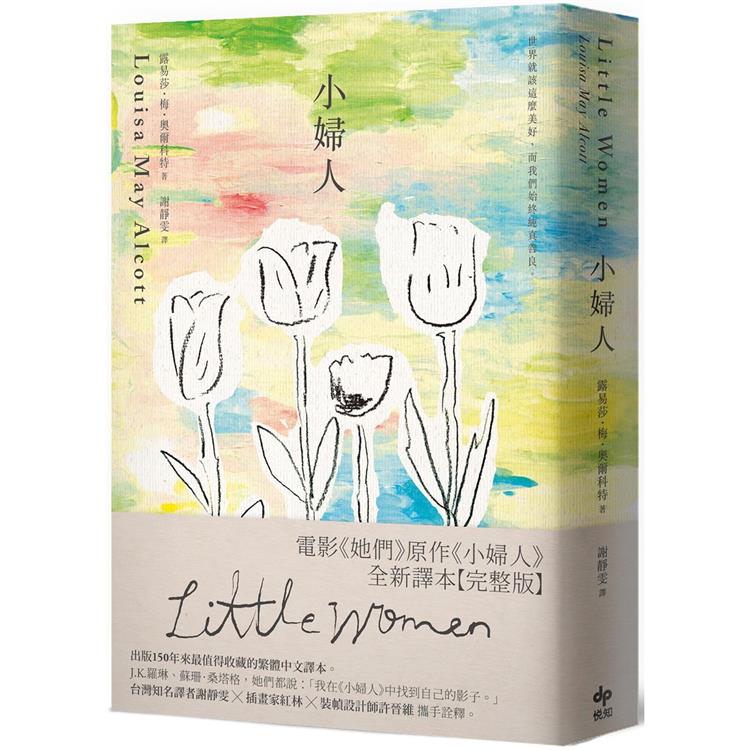 小婦人
露易莎·梅·奧爾科特 著
Louisa May Alcott
謝靜雯 譯
世界就該這麼美好，而我們始終純真善良。
電影《她們》原作《小婦人》
全新譯本【完整版】
Little Women
出版150年來最值得收藏的繁體中文譯本。
J.K.羅琳、蘇珊·桑塔格，她們都說：「我在《小婦人》中找到自己的影子。」
台灣知名譯者謝靜雯×插畫家紅林×裝幀設計師許晉維 攜手詮釋。
Little Women
Louisa May Alcott
小婦人
露易莎·梅·奧爾科特 著
謝靜雯 譯
dp
悦知